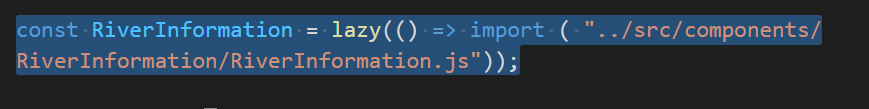 const RiverInformation = lazy(() => import ( "../src/components/
RiverInformation/RiverInformation.js"));